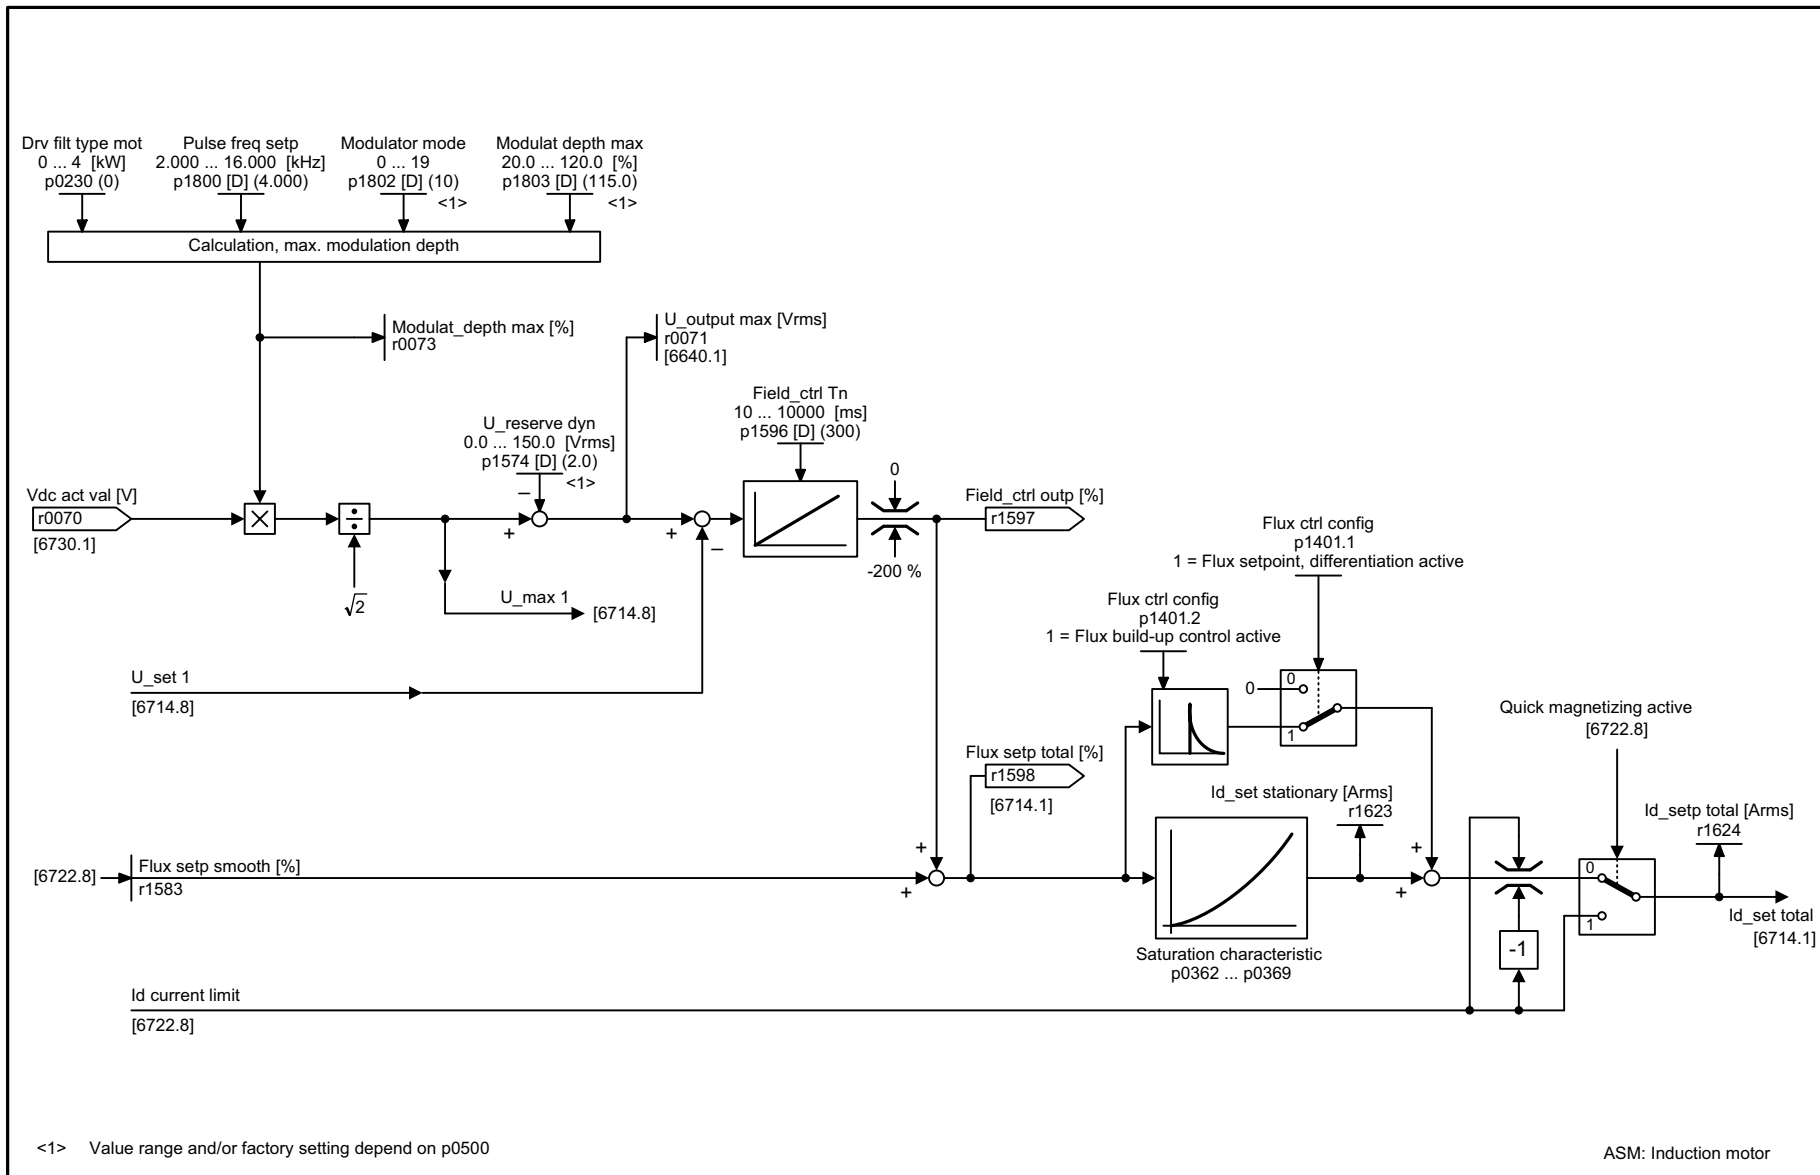 Drv filt type mot
0 ... 4 [kW]
p0230 (0)
Pulse freq setp
2.000 ... 16.000 [kHz]
p1800 [D] (4.000)
Modulator mode
0 ... 19
p1802 [D] (10)
<1>
Modulat depth max
20.0 ... 120.0 [%]
p1803 [D] (115.0)
<1>
Calculation, max. modulation depth
Modulat_depth max [%]
r0073
U_output max [Vrms]
r0071
[6640.1]
Field_ctrl Tn
10 ... 10000 [ms]
p1596 [D] (300)
U_reserve dyn
0.0 ... 150.0 [Vrms]
p1574 [D] (2.0)
<1>
–
Vdc act val [V]
r0070
[6730.1]
×
÷
√2
+
+
–
0
-200 %
Field_ctrl outp [%]
r1597
U_max 1
[6714.8]
U_set 1
[6714.8]
Flux ctrl config
p1401.1
1 = Flux setpoint, differentiation active
Flux ctrl config
p1401.2
1 = Flux build-up control active
0
0
1
Quick magnetizing active
[6722.8]
Flux setp total [%]
r1598
[6714.1]
Id_set stationary [Arms]
r1623
Id_setp total [Arms]
r1624
[6722.8]
Flux setp smooth [%]
r1583
+
+
+
+
0
1
Id_set total
[6714.1]
Saturation characteristic
p0362 ... p0369
-1
Id current limit
[6722.8]
<1> Value range and/or factory setting depend on p0500
ASM: Induction motor